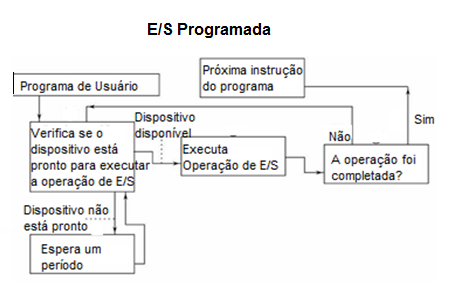 E/S Programada
Programa de Usuário
Próxima instrução
do programa
Dispositivo
disponível
Sim
Não
Verifica se o
dispositivo está
pronto para executar
a operação de E/S
Executa
Operação de E/S
A operação foi
completada?
Dispositivo não
está pronto
Espera um
período